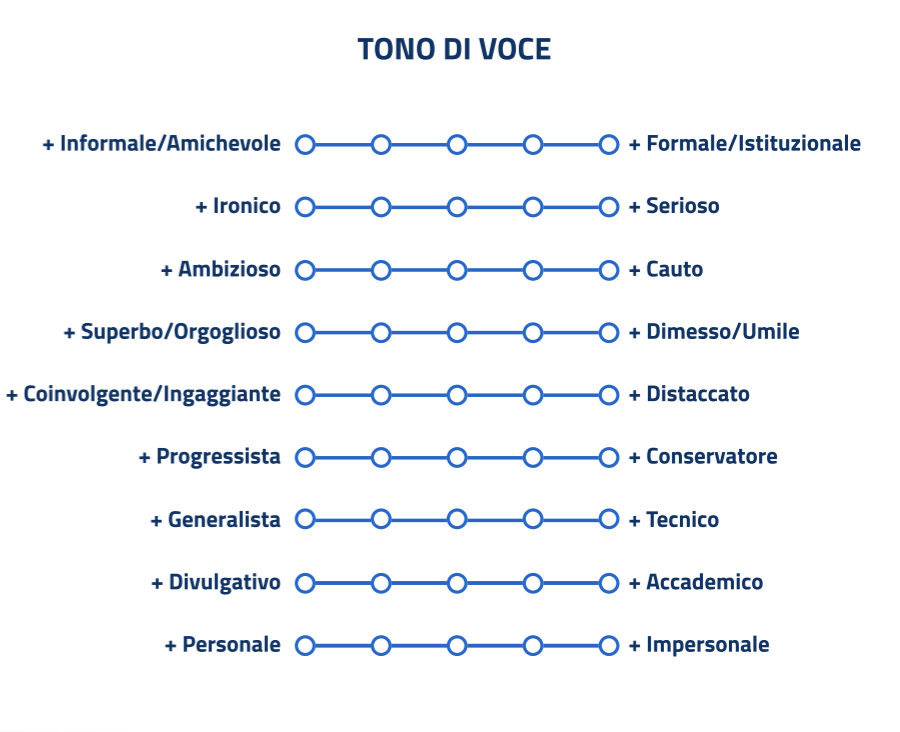 TONO DI VOCE
+ Informale/Amichevole + Formale/Istituzionale
+ Ironico + Serioso
+ Ambizioso + Cauto
+ Superbo/Orgoglioso + Dimesso/Umile
+ Coinvolgente/Ingaggiante + Distaccato
+ Progressista + Conservatore
+ Generalista + Tecnico
+ Divulgativo + Accademico
+ Personale + Impersonale